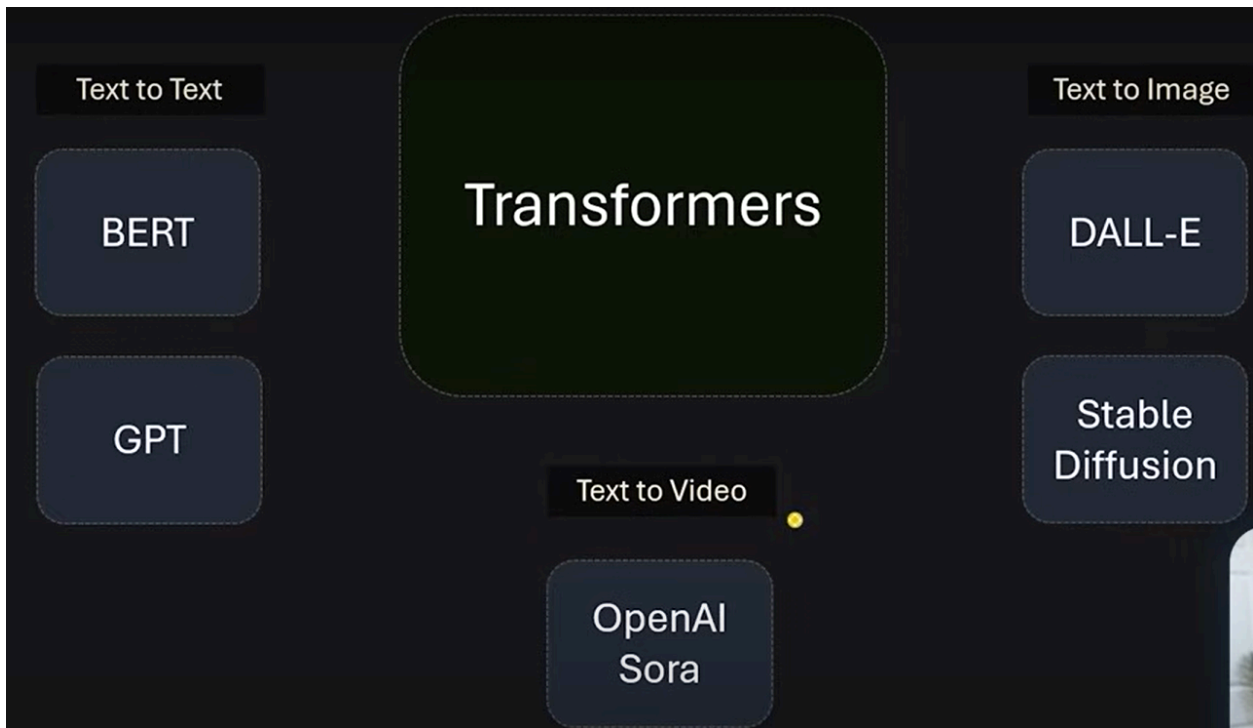 Text to Text
BERT
GPT
Transformers
Text to Video
OpenAI
Sora
Text to Image
DALL-E
Stable
Diffusion